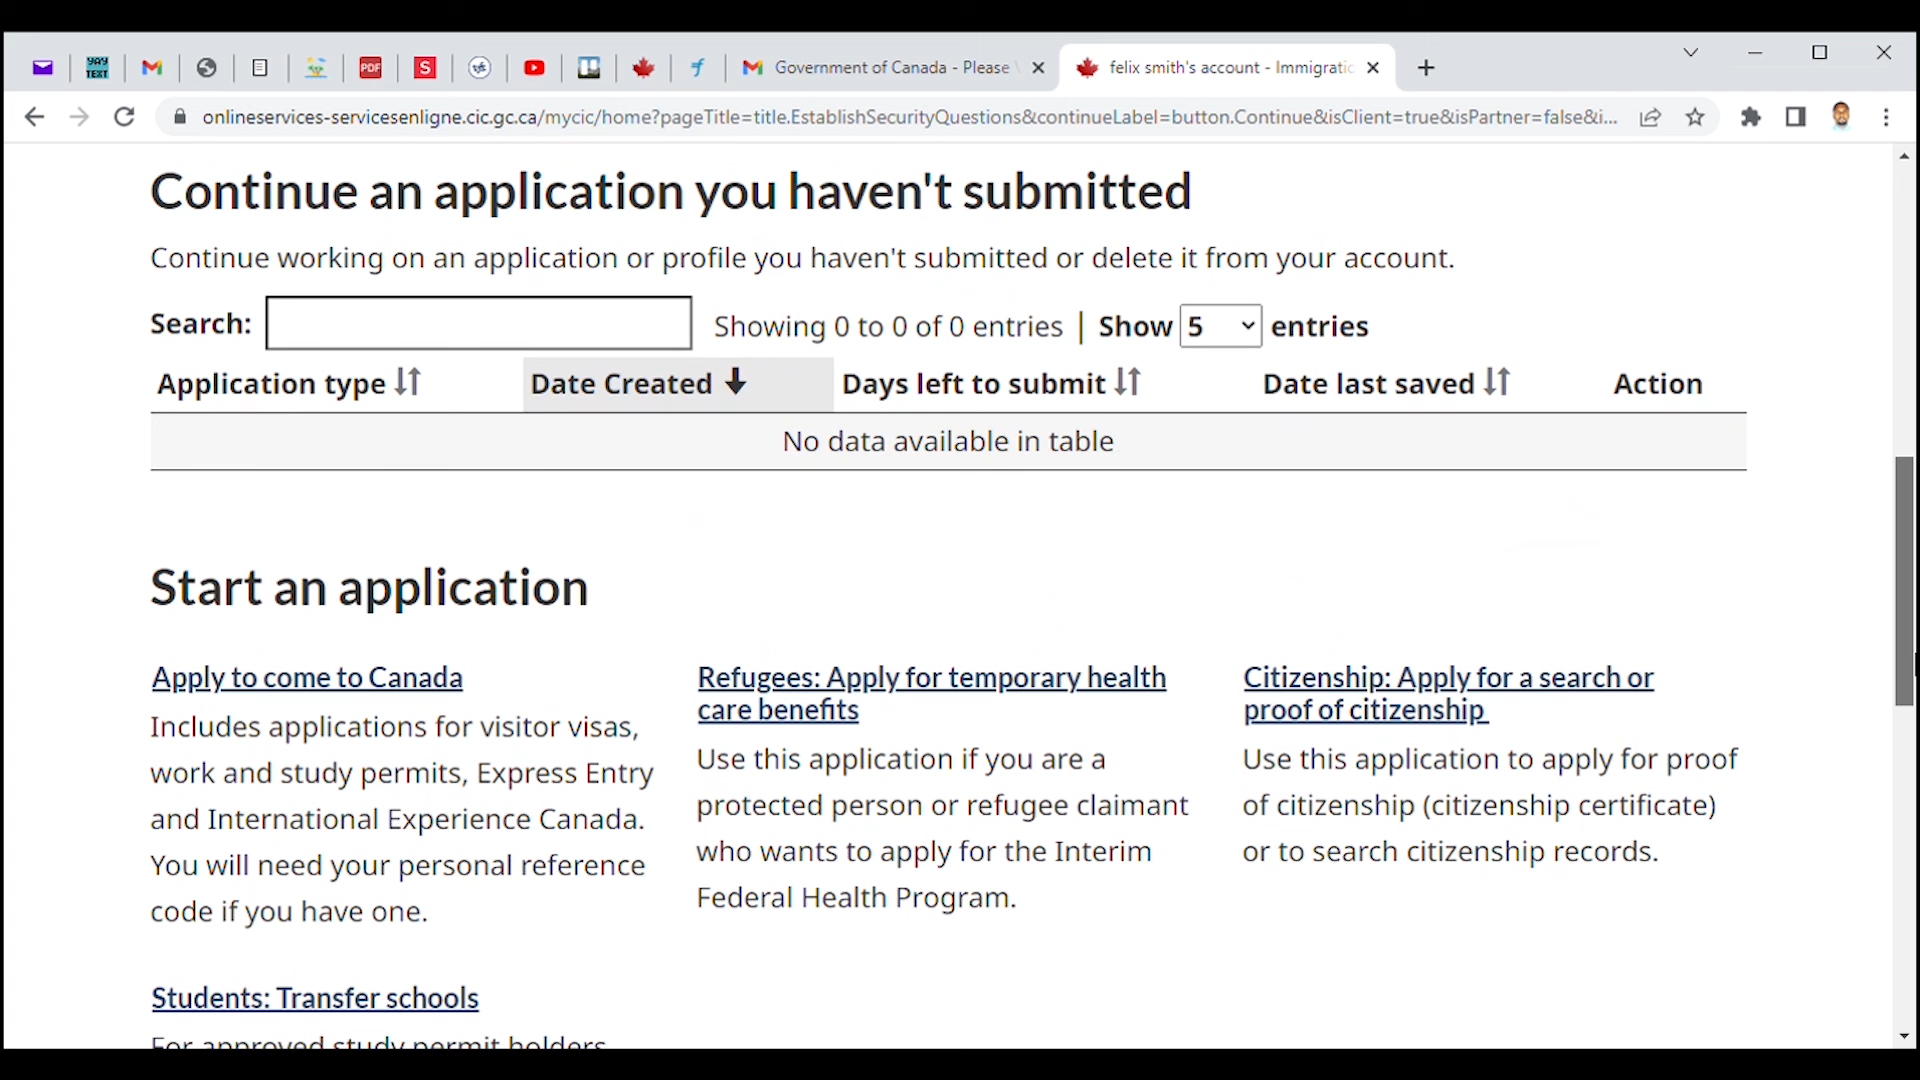 YAY
TEXT
PDF
S
Government of Canada - Please
felix smith's account - Immigratic
onlineservices-servicesenligne.cic.gc.ca/mycic/home?pageTitle=title.EstablishSecurityQuestions&continueLabel=button.Continue&isClient=true&isPartner=false&i...
Continue an application you haven't submitted
Continue working on an application or profile you haven't submitted or delete it from your account.
Search: Showing 0 to 0 of 0 entries | Show 5 entries
Application type Date Created Days left to submit Date last saved Action
No data available in table
Start an application
Apply to come to Canada
Includes applications for visitor visas,
work and study permits, Express Entry
and International Experience Canada.
You will need your personal reference
code if you have one.
Refugees: Apply for temporary health
care benefits
Use this application if you are a
protected person or refugee claimant
who wants to apply for the Interim
Federal Health Program.
Citizenship: Apply for a search or
proof of citizenship
Use this application to apply for proof
of citizenship (citizenship certificate)
or to search citizenship records.
Students: Transfer schools
For approved study permit holders